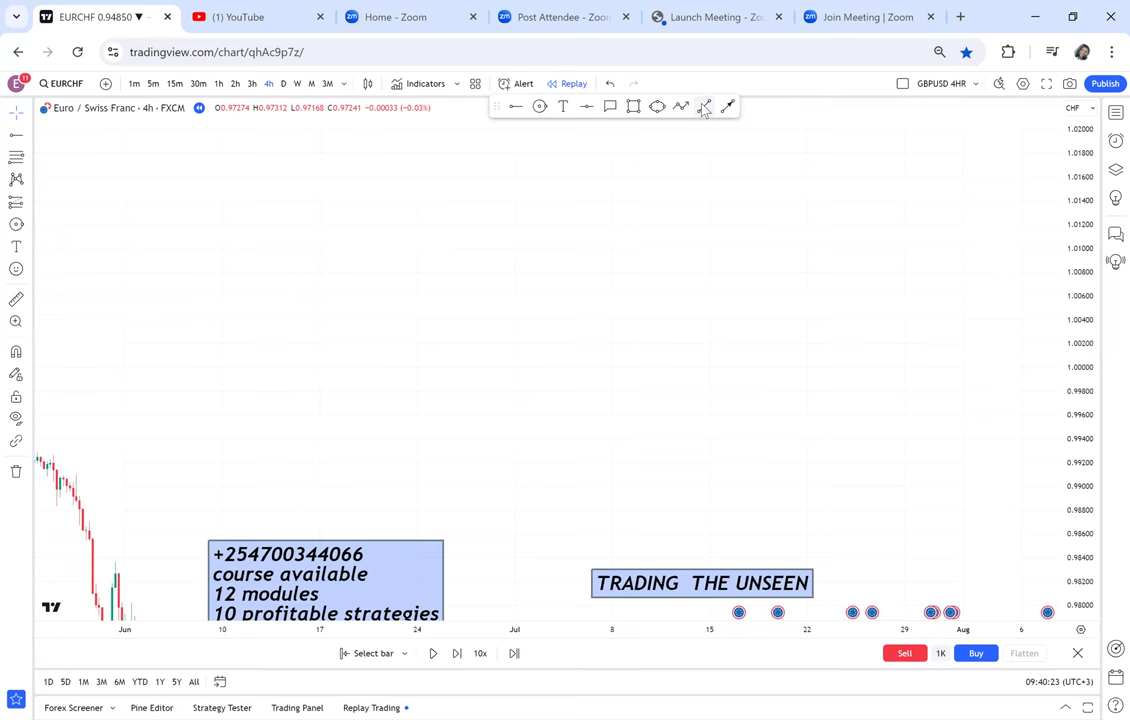 EURCHF 0.94850 ▼
(1) YouTube
Home - Zoom
Post Attendee - Zoom
Launch Meeting - Zoom
Join Meeting | Zoom
tradingview.com/chart/qhAc9p7z/
E 11
EURCHF
1m 5m 15m 30m 1h 2h 3h 4h D W M 3M
Indicators
Alert
Replay
GBPUSD 4HR
Publish
Euro / Swiss Franc · 4h · FXCM
O0.97274 H0.97312 L0.97168 C0.97241 −0.00033 (−0.03%)
CHF
1.02000
1.01800
1.01600
1.01400
1.01200
1.01000
1.00800
1.00600
1.00400
1.00200
1.00000
0.99800
0.99600
0.99400
0.99200
0.99000
0.98800
0.98600
0.98400
0.98200
0.98000
+254700344066
course available
12 modules
10 profitable strategies
TRADING THE UNSEEN
Jun 10 17 24 Jul 8 15 22 29 Aug 6
Select bar
10x
Sell
1K
Buy
Flatten
1D 5D 1M 3M 6M YTD 1Y 5Y All
09:40:23 (UTC+3)
Forex Screener
Pine Editor
Strategy Tester
Trading Panel
Replay Trading